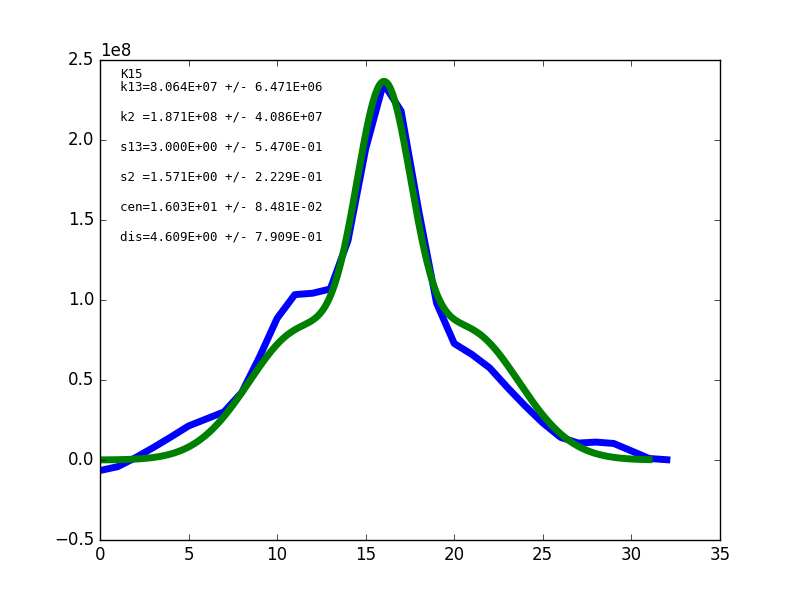 1e8
2.5
K15
k13=8.064E+07 +/- 6.471E+06
k2 =1.871E+08 +/- 4.086E+07
2.0
s13=3.000E+00 +/- 5.470E-01
s2 =1.571E+00 +/- 2.229E-01
1.5
cen=1.603E+01 +/- 8.481E-02
dis=4.609E+00 +/- 7.909E-01
1.0
0.5
0.0
−0.5
0 5 10 15 20 25 30 35